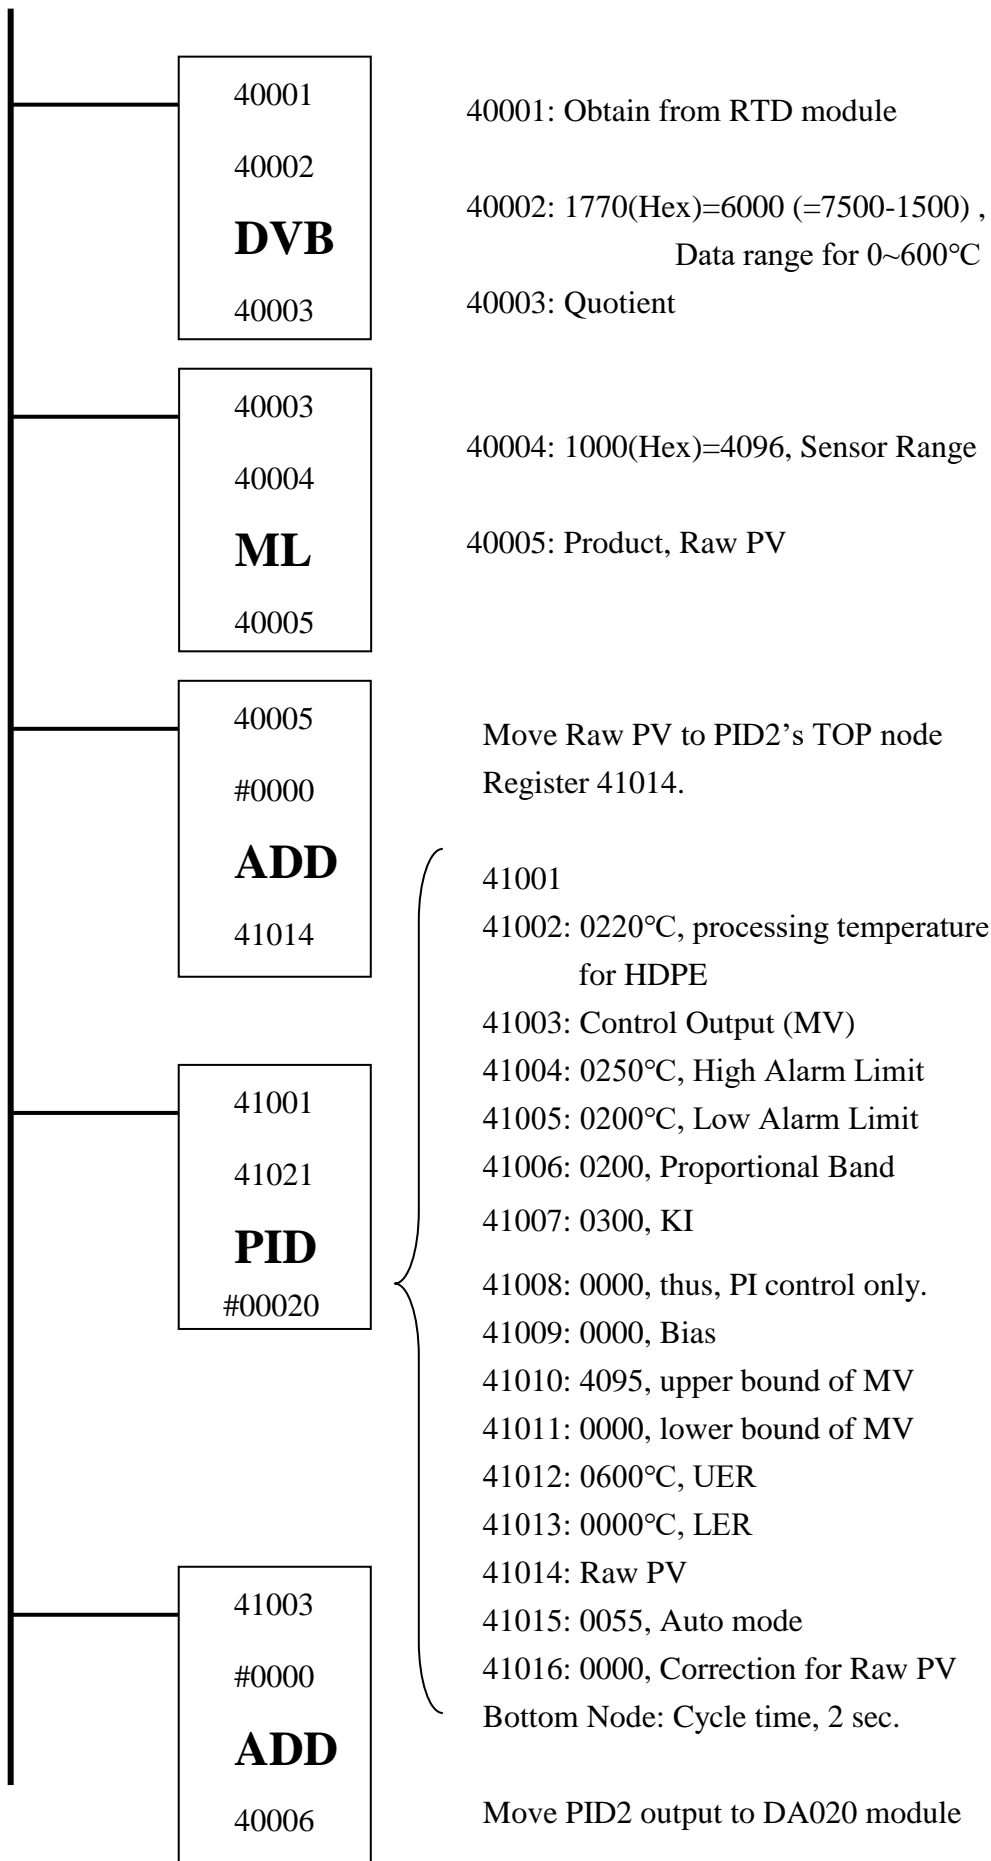 40001
40002
DVB
40003
40001: Obtain from RTD module
40002: 1770(Hex)=6000 (=7500-1500) ,
Data range for 0~600℃
40003: Quotient
40003
40004
ML
40005
40004: 1000(Hex)=4096, Sensor Range
40005: Product, Raw PV
40005
#0000
ADD
41014
Move Raw PV to PID2’s TOP node
Register 41014.
41001
41021
PID
#00020
41001
41002: 0220℃, processing temperature
for HDPE
41003: Control Output (MV)
41004: 0250℃, High Alarm Limit
41005: 0200℃, Low Alarm Limit
41006: 0200, Proportional Band
41007: 0300, KI
41008: 0000, thus, PI control only.
41009: 0000, Bias
41010: 4095, upper bound of MV
41011: 0000, lower bound of MV
41012: 0600℃, UER
41013: 0000℃, LER
41014: Raw PV
41015: 0055, Auto mode
41016: 0000, Correction for Raw PV
Bottom Node: Cycle time, 2 sec.
41003
#0000
ADD
40006
Move PID2 output to DA020 module